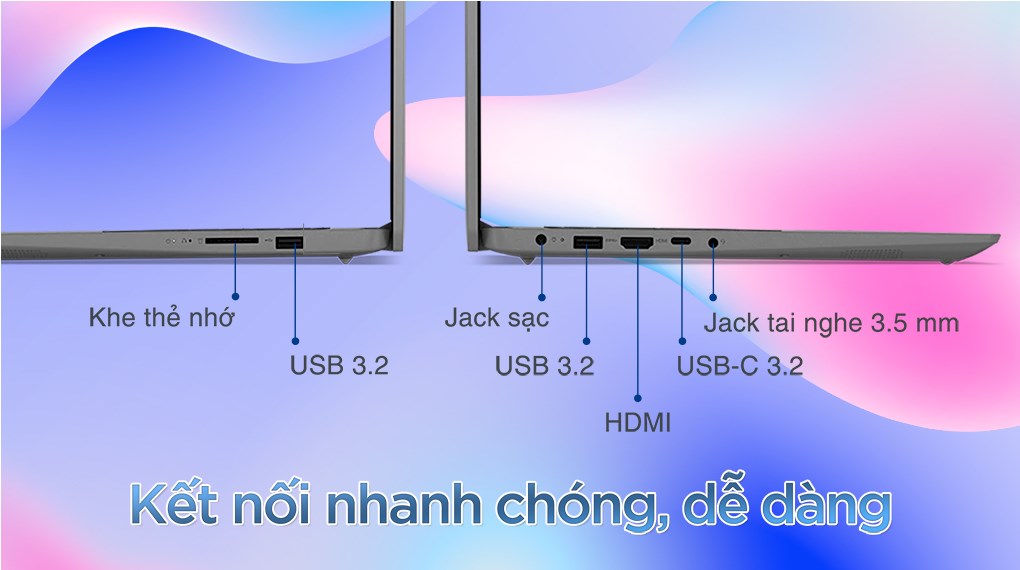 Khe thẻ nhớ
USB 3.2
Jack sạc
USB 3.2
HDMI
USB-C 3.2
Jack tai nghe 3.5 mm
Kết nối nhanh chóng, dễ dàng